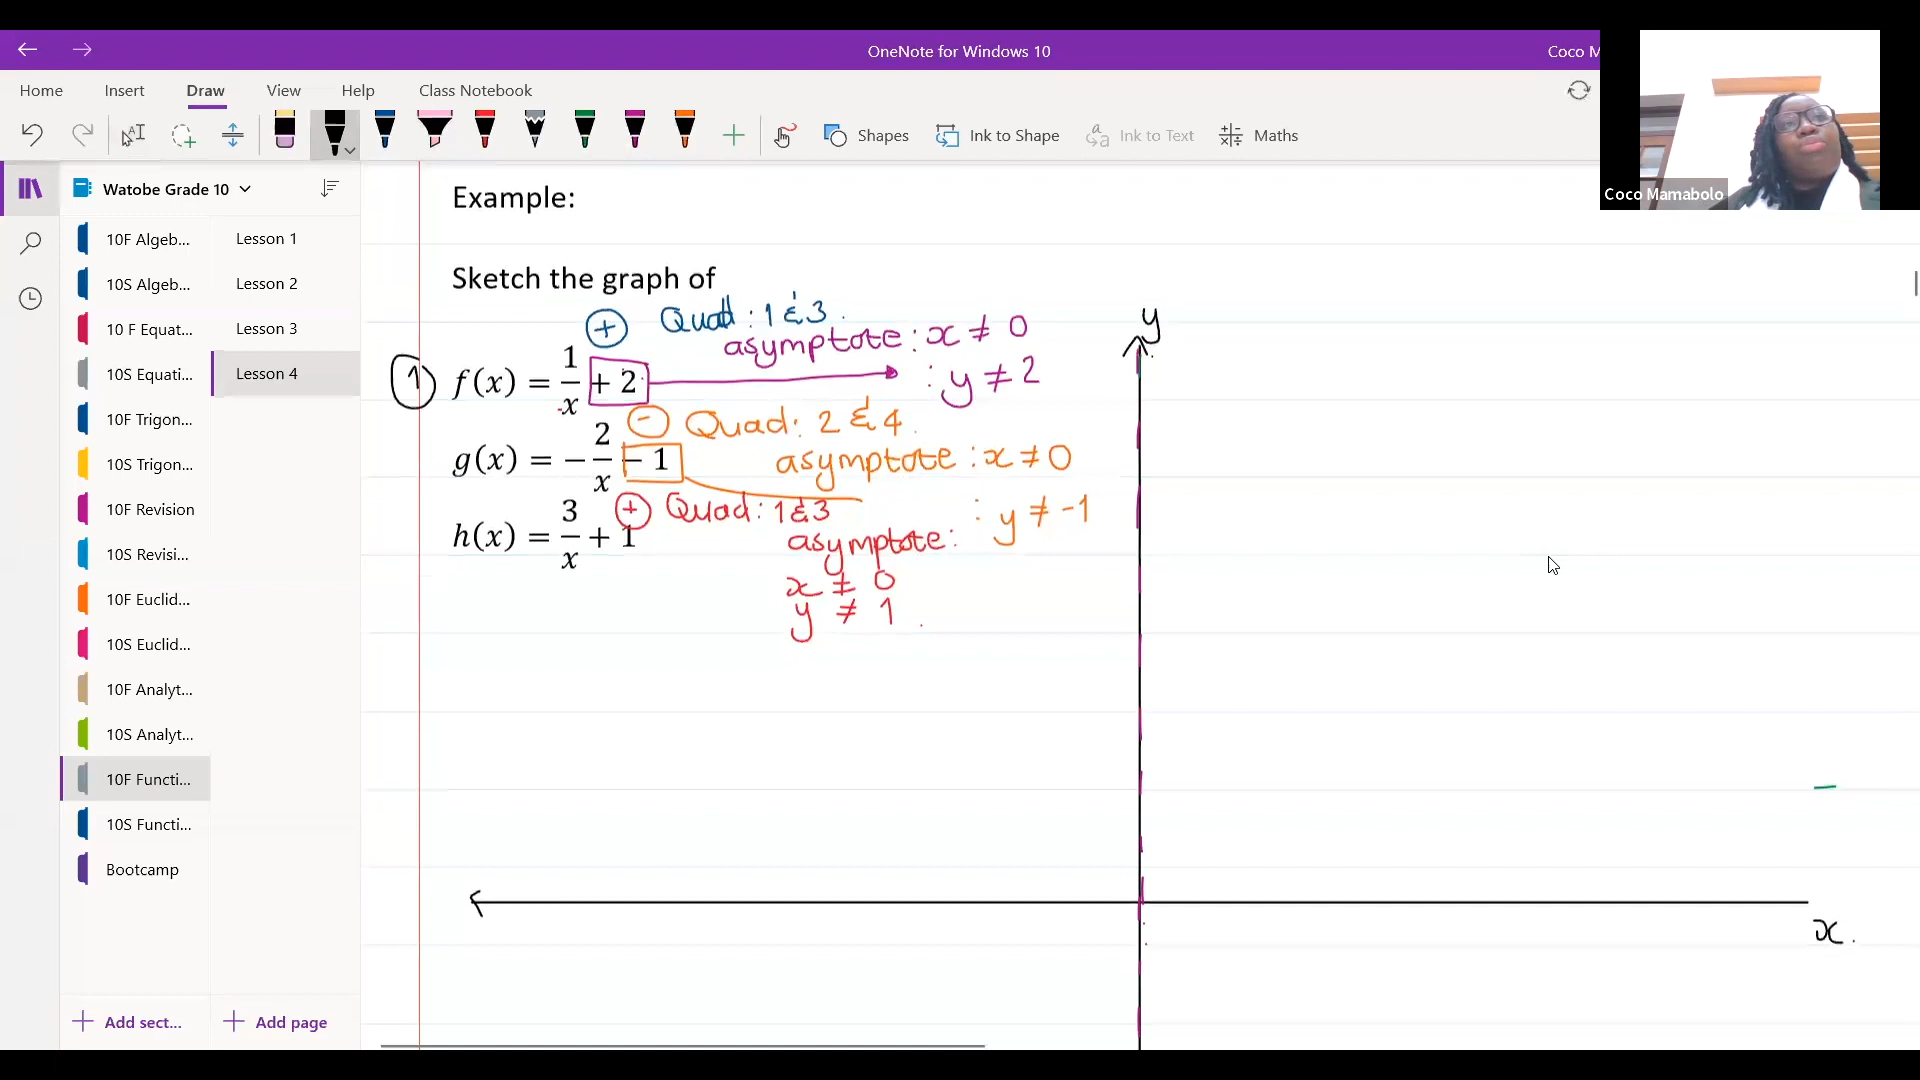 OneNote for Windows 10
Coco M
Home Insert Draw View Help Class Notebook
Shapes Ink to Shape Ink to Text Maths
Coco Mamabolo
Watobe Grade 10
10F Algeb...
10S Algeb...
10 F Equat...
10S Equati...
10F Trigon...
10S Trigon...
10F Revision
10S Revisi...
10F Euclid...
10S Euclid...
10F Analyt...
10S Analyt...
10F Functi...
10S Functi...
Bootcamp
Add sect...
Lesson 1
Lesson 2
Lesson 3
Lesson 4
Add page
Example:
Sketch the graph of
+ Quad : 1 & 3.
asymptote : x ≠ 0
1 f(x) = 1/x + 2 : y ≠ 2
- Quad : 2 & 4.
g(x) = -2/x - 1 asymptote : x ≠ 0
: y ≠ -1
+ Quad : 1 & 3
h(x) = 3/x + 1 asymptote :
x ≠ 0
y ≠ 1
y
x